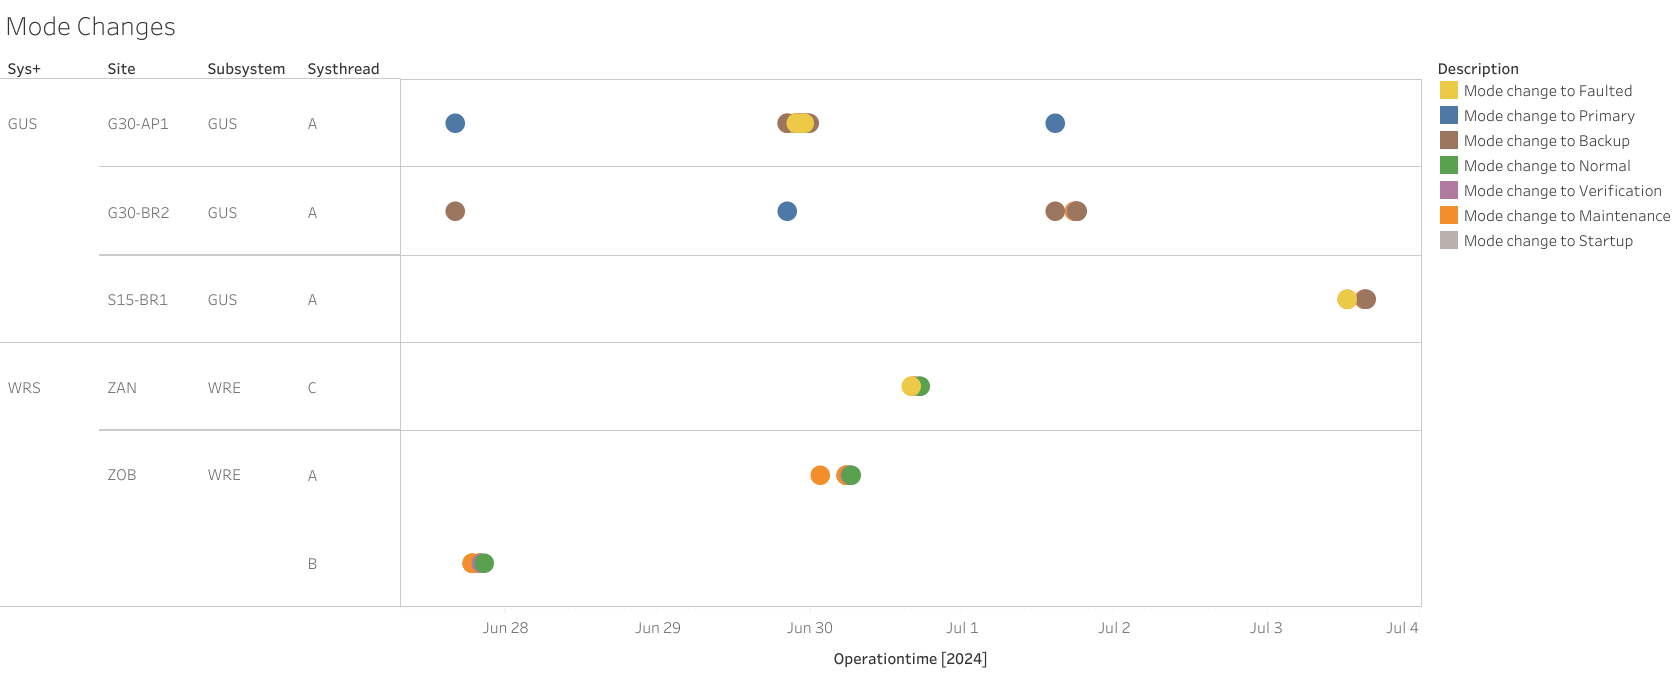 Mode Changes
Sys+ Site Subsystem Systhread
GUS G30-AP1 GUS A
G30-BR2 GUS A
S15-BR1 GUS A
WRS ZAN WRE C
ZOB WRE A
B
Jun 28 Jun 29 Jun 30 Jul 1 Jul 2 Jul 3 Jul 4
Operationtime [2024]
Description
Mode change to Faulted
Mode change to Primary
Mode change to Backup
Mode change to Normal
Mode change to Verification
Mode change to Maintenance
Mode change to Startup